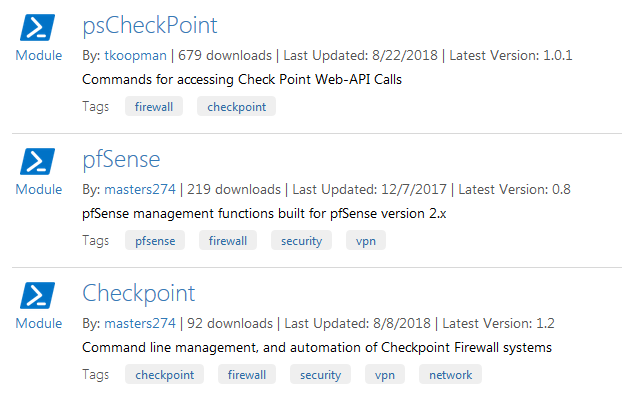 psCheckPoint
Module
By: tkoopman | 679 downloads | Last Updated: 8/22/2018 | Latest Version: 1.0.1
Commands for accessing Check Point Web-API Calls
Tags firewall checkpoint
pfSense
Module
By: masters274 | 219 downloads | Last Updated: 12/7/2017 | Latest Version: 0.8
pfSense management functions built for pfSense version 2.x
Tags pfsense firewall security vpn
Checkpoint
Module
By: masters274 | 92 downloads | Last Updated: 8/8/2018 | Latest Version: 1.2
Command line management, and automation of Checkpoint Firewall systems
Tags checkpoint firewall security vpn network